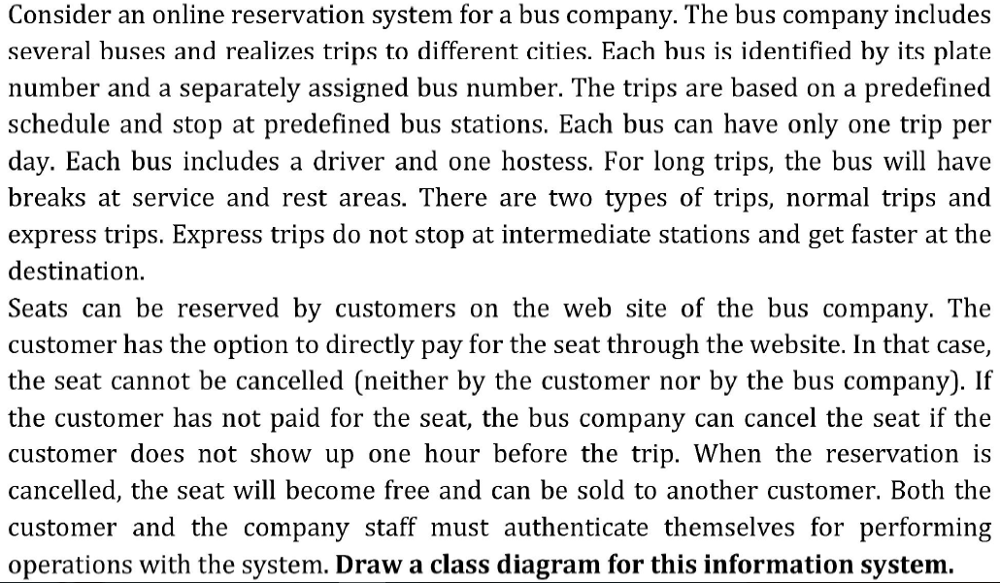 Consider an online reservation system for a bus company. The bus company includes
several buses and realizes trips to different cities. Each bus is identified by its plate
number and a separately assigned bus number. The trips are based on a predefined
schedule and stop at predefined bus stations. Each bus can have only one trip per
day. Each bus includes a driver and one hostess. For long trips, the bus will have
breaks at service and rest areas. There are two types of trips, normal trips and
express trips. Express trips do not stop at intermediate stations and get faster at the
destination.
Seats can be reserved by customers on the web site of the bus company. The
customer has the option to directly pay for the seat through the website. In that case,
the seat cannot be cancelled (neither by the customer nor by the bus company). If
the customer has not paid for the seat, the bus company can cancel the seat if the
customer does not show up one hour before the trip. When the reservation is
cancelled, the seat will become free and can be sold to another customer. Both the
customer and the company staff must authenticate themselves for performing
operations with the system. Draw a class diagram for this information system.